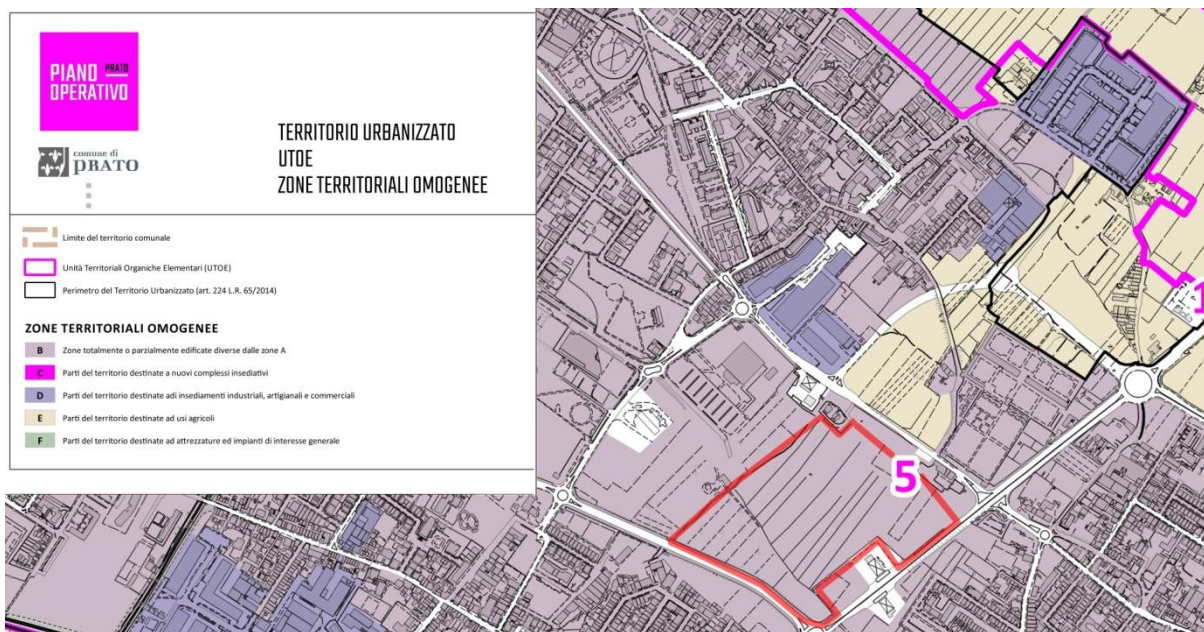 PIANO PRATO
OPERATIVO
comune di
PRATO
TERRITORIO URBANIZZATO
UTOE
ZONE TERRITORIALI OMOGENEE
Limite del territorio comunale
Unità Territoriali Organiche Elementari (UTOE)
Perimetro del Territorio Urbanizzato (art. 224 L.R. 65/2014)
ZONE TERRITORIALI OMOGENEE
B Zone totalmente o parzialmente edificate diverse dalle zone A
C Parti del territorio destinate a nuovi complessi insediativi
D Parti del territorio destinate adi insediamenti industriali, artigianali e commerciali
E Parti del territorio destinate ad usi agricoli
F Parti del territorio destinate ad attrezzature ed impianti di interesse generale
5
1